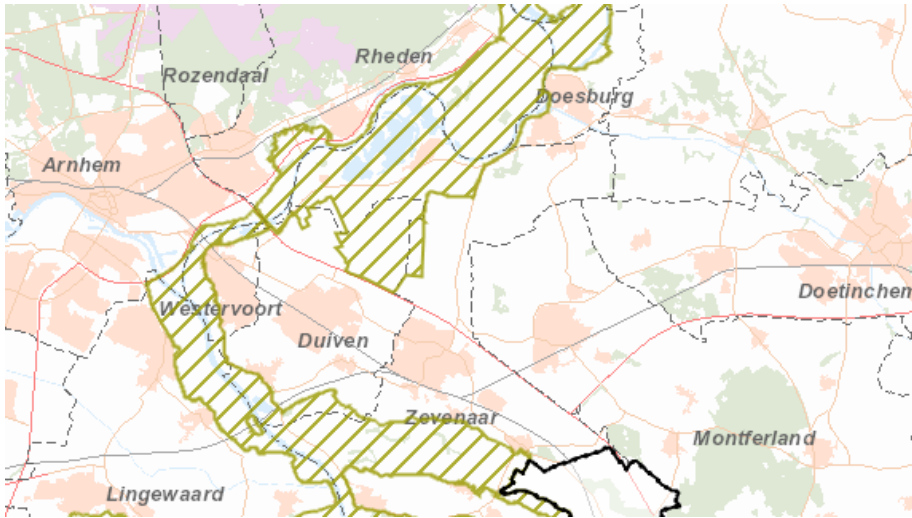 Rheden
Rozendaal
Doesburg
Arnhem
Doetinchem
Westervoort
Duiven
Zevenaar
Montferland
Lingewaard